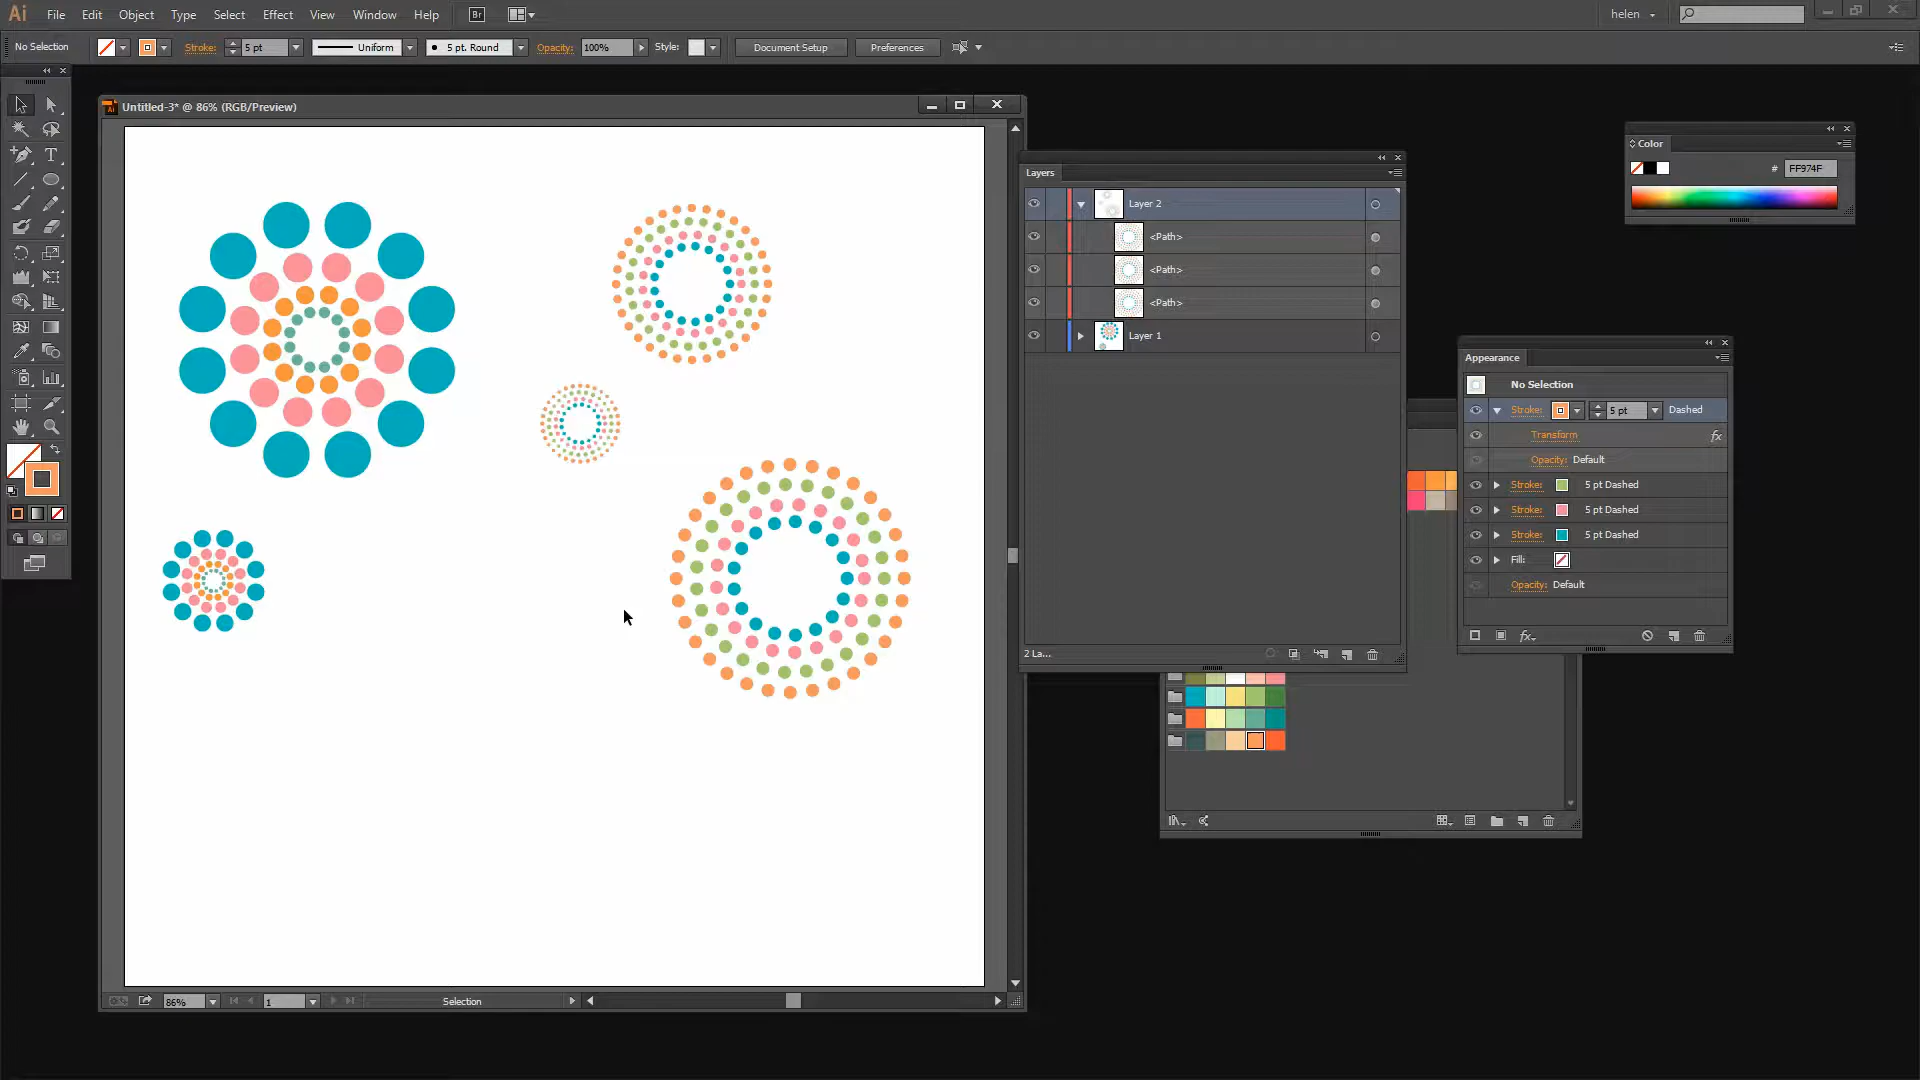 Ai File Edit Object Type Select Effect View Window Help Br helen
No Selection Stroke: 5 pt Uniform 5 pt. Round Opacity: 100% Style: Document Setup Preferences
Untitled-3* @ 86% (RGB/Preview)
Color
# FF974F
Layers
Layer 2
<Path>
<Path>
<Path>
Layer 1
2 La...
Appearance
No Selection
Stroke: 5 pt Dashed
Transform fx
Opacity: Default
Stroke: 5 pt Dashed
Stroke: 5 pt Dashed
Stroke: 5 pt Dashed
Fill:
Opacity: Default
fx
86% 1 Selection